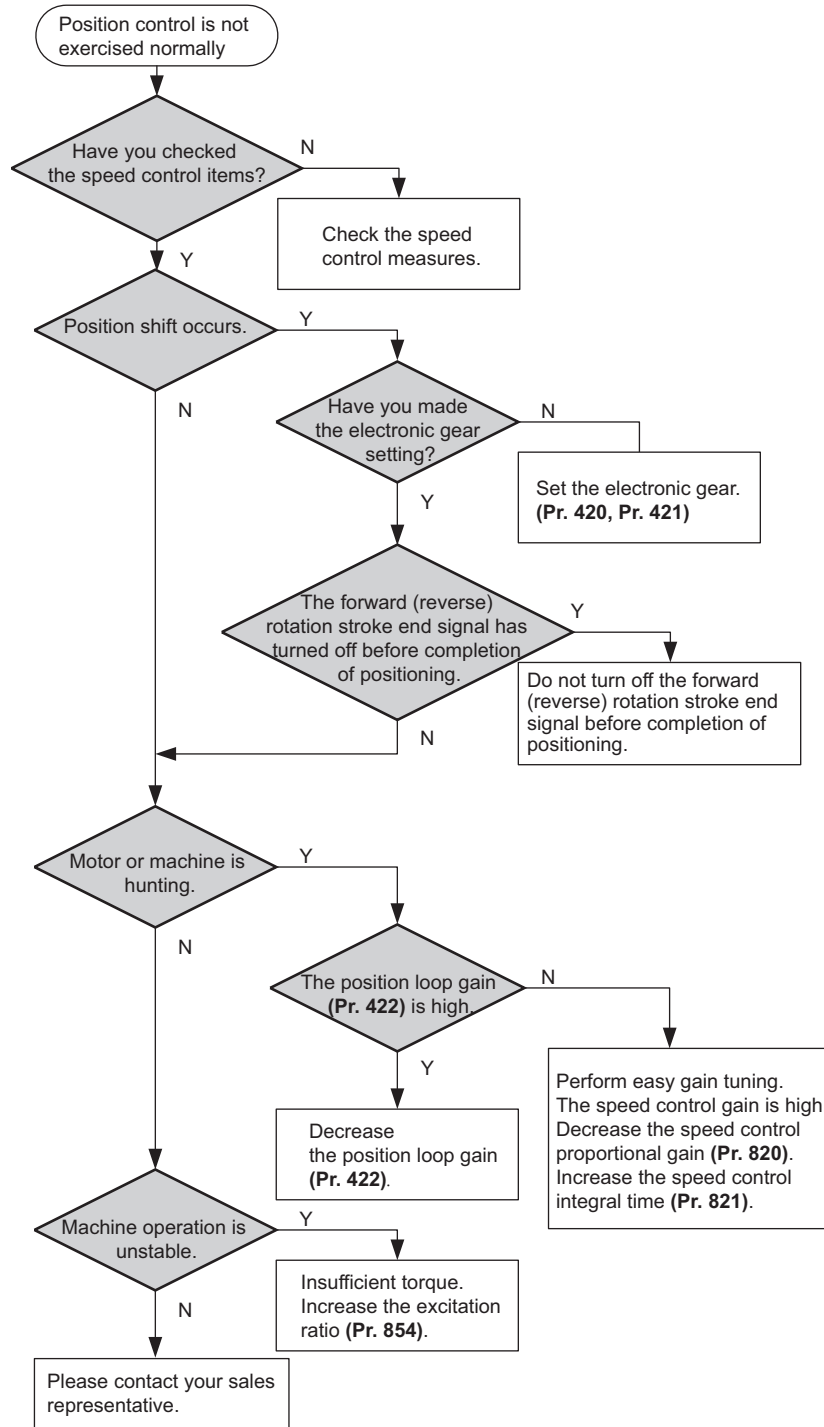 Position control is not
exercised normally
Have you checked
the speed control items?
N
Check the speed
control measures.
Y
Position shift occurs.
Y
N
Have you made
the electronic gear
setting?
N
Set the electronic gear.
(Pr. 420, Pr. 421)
Y
The forward (reverse)
rotation stroke end signal has
turned off before completion
of positioning.
Y
Do not turn off the forward
(reverse) rotation stroke end
signal before completion of
positioning.
N
Motor or machine is
hunting.
Y
N
The position loop gain
(Pr. 422) is high.
N
Y
Perform easy gain tuning.
The speed control gain is high
Decrease the speed control
proportional gain (Pr. 820).
Increase the speed control
integral time (Pr. 821).
Decrease
the position loop gain
(Pr. 422).
Machine operation is
unstable.
Y
Insufficient torque.
Increase the excitation
ratio (Pr. 854).
N
Please contact your sales
representative.